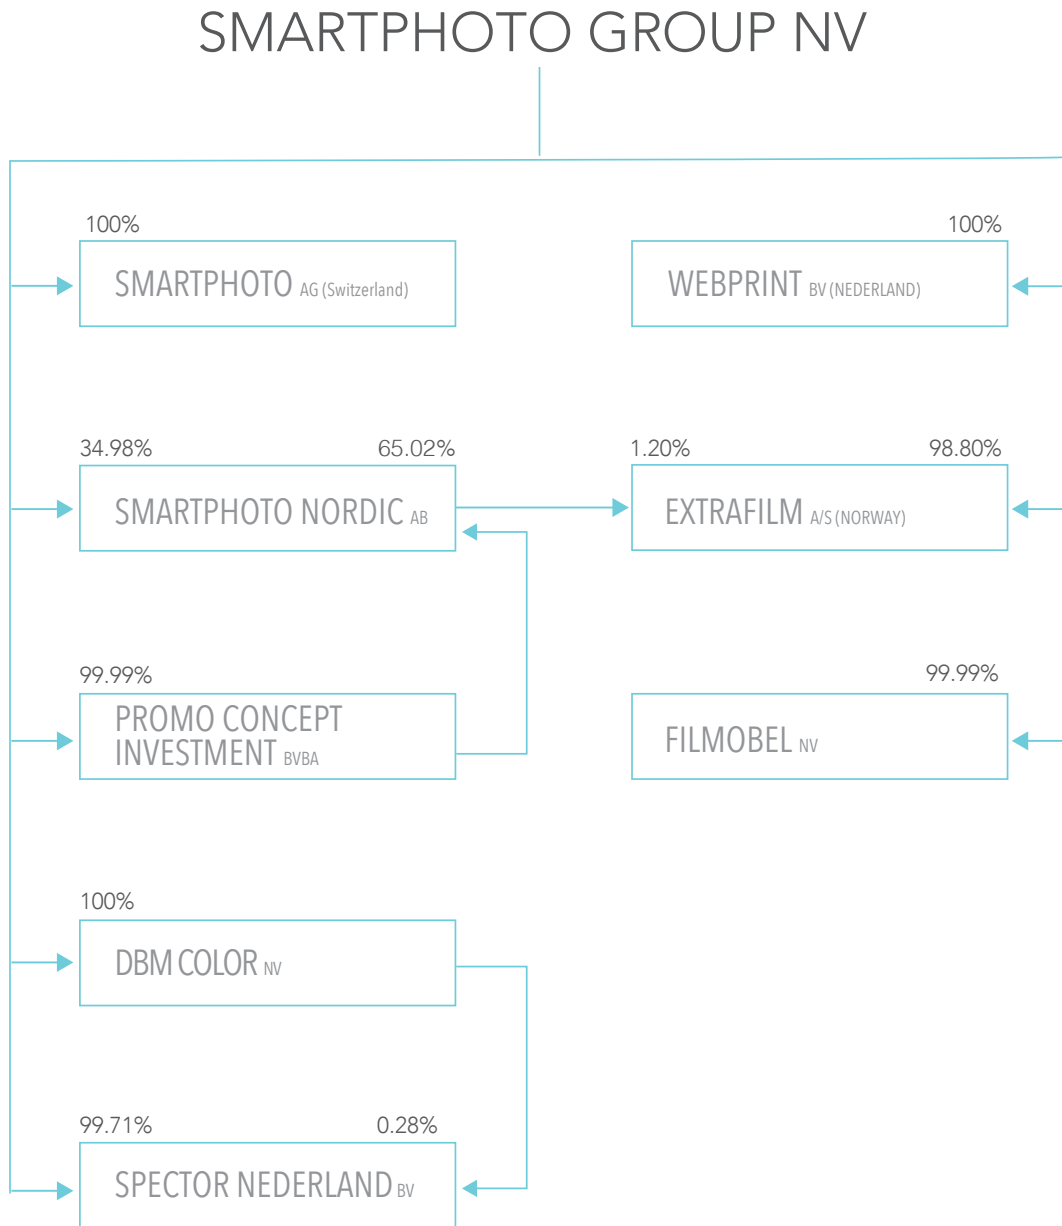 SMARTPHOTO GROUP NV
100%
100%
SMARTPHOTO AG (Switzerland)
WEBPRINT BV (NEDERLAND)
34.98%
65.02%
1.20%
98.80%
SMARTPHOTO NORDIC AB
EXTRAFILM A/S (NORWAY)
99.99%
99.99%
PROMO CONCEPT
INVESTMENT BVBA
FILMOBEL NV
100%
DBM COLOR NV
99.71%
0.28%
SPECTOR NEDERLAND BV